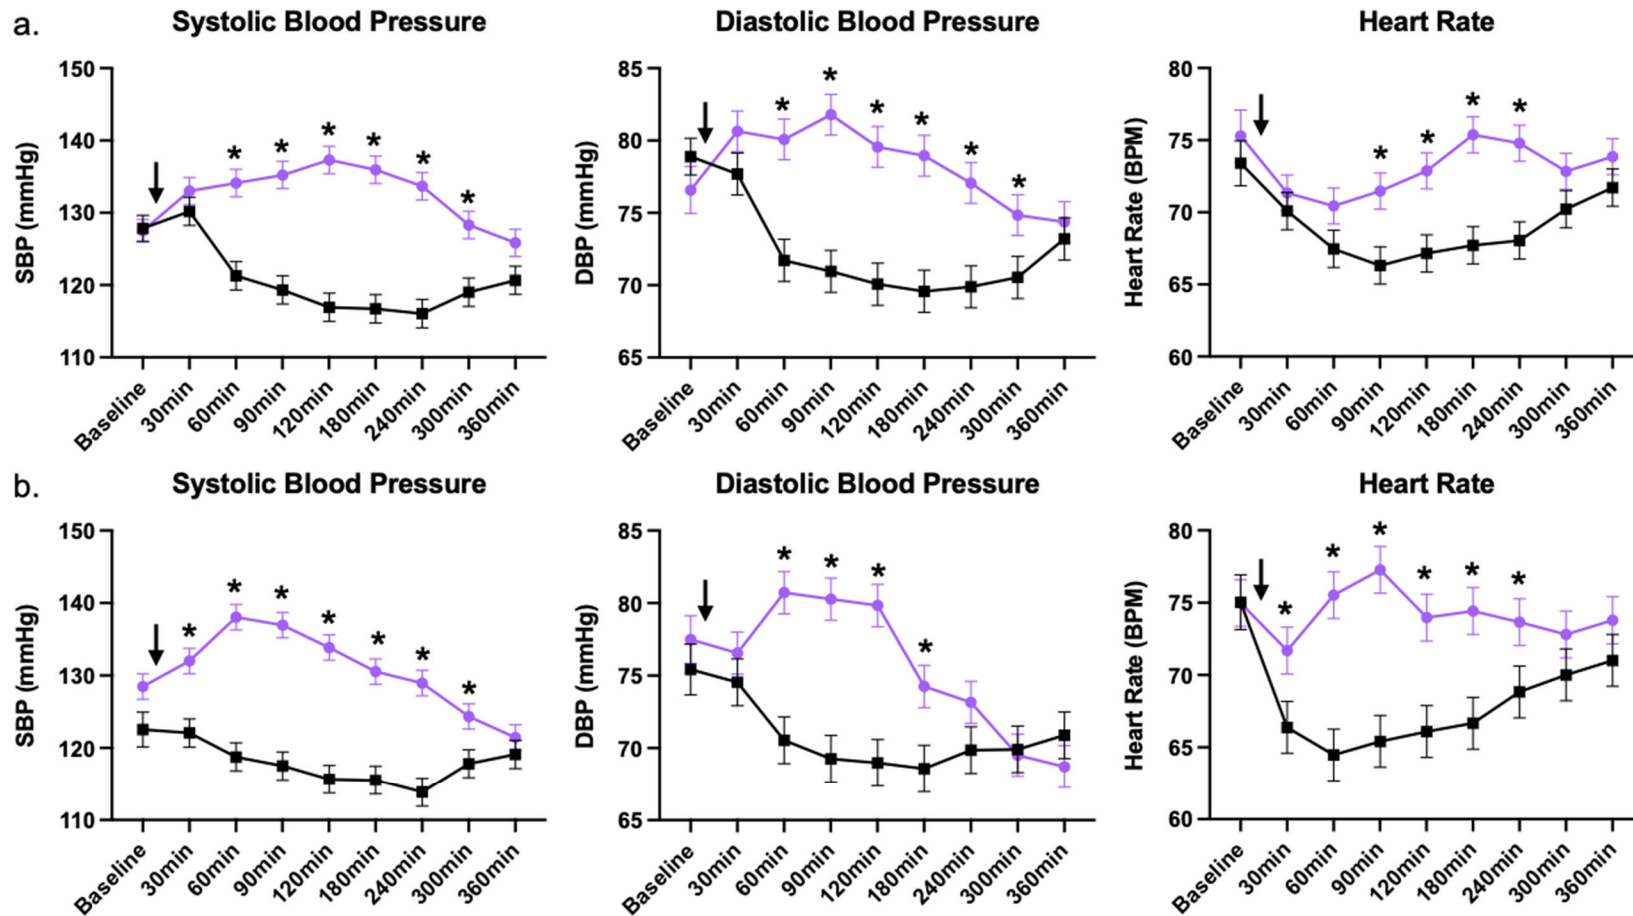 a.
Systolic Blood Pressure
SBP (mmHg)
150
140
130
120
110
* * * * * *
Baseline 30min 60min 90min 120min 180min 240min 300min 360min
Diastolic Blood Pressure
DBP (mmHg)
85
80
75
70
65
* * * * * *
Baseline 30min 60min 90min 120min 180min 240min 300min 360min
Heart Rate
Heart Rate (BPM)
80
75
70
65
60
* * * *
Baseline 30min 60min 90min 120min 180min 240min 300min 360min
b.
Systolic Blood Pressure
SBP (mmHg)
150
140
130
120
110
* * * * * * *
Baseline 30min 60min 90min 120min 180min 240min 300min 360min
Diastolic Blood Pressure
DBP (mmHg)
85
80
75
70
65
* * * *
Baseline 30min 60min 90min 120min 180min 240min 300min 360min
Heart Rate
Heart Rate (BPM)
80
75
70
65
60
* * * * * *
Baseline 30min 60min 90min 120min 180min 240min 300min 360min